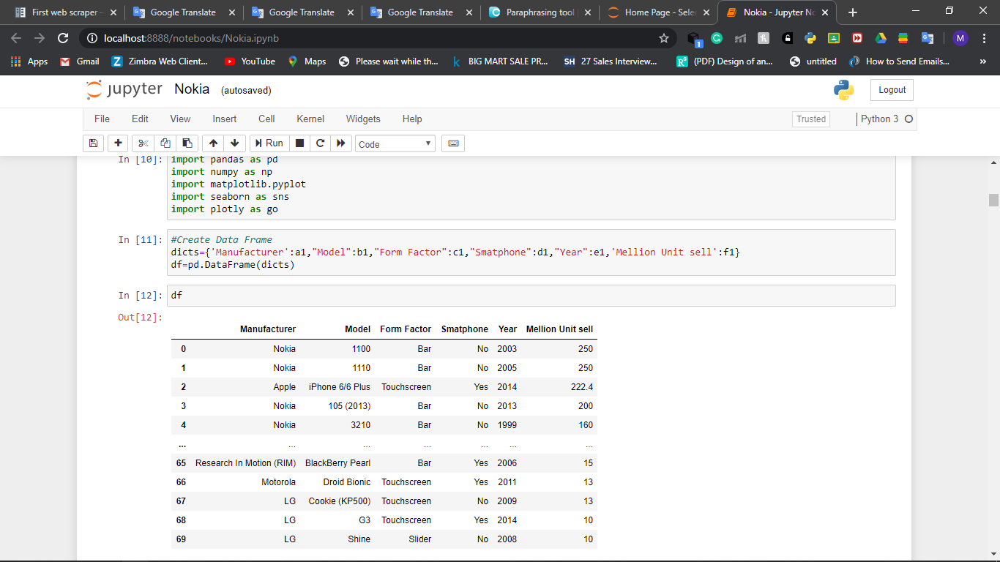 First web scraper -
Google Translate
Google Translate
Google Translate
Paraphrasing tool
Home Page - Sele
Nokia - Jupyter No
localhost:8888/notebooks/Nokia.ipynb
M
Apps
Gmail
Zimbra Web Client...
YouTube
Maps
Please wait while th...
BIG MART SALE PR...
SH 27 Sales Interview...
(PDF) Design of an...
untitled
How to Send Emails...
»
jupyter Nokia (autosaved)
Logout
File Edit View Insert Cell Kernel Widgets Help
Trusted
Python 3
Run
Code
In [10]: import pandas as pd
import numpy as np
import matplotlib.pyplot
import seaborn as sns
import plotly as go
In [11]: #Create Data Frame
dicts={'Manufacturer':a1,"Model":b1,"Form Factor":c1,"Smatphone":d1,"Year":e1,'Mellion Unit sell':f1}
df=pd.DataFrame(dicts)
In [12]: df
Out[12]:
Manufacturer Model Form Factor Smatphone Year Mellion Unit sell
0 Nokia 1100 Bar No 2003 250
1 Nokia 1110 Bar No 2005 250
2 Apple iPhone 6/6 Plus Touchscreen Yes 2014 222.4
3 Nokia 105 (2013) Bar No 2013 200
4 Nokia 3210 Bar No 1999 160
... ... ... ... ... ... ...
65 Research In Motion (RIM) BlackBerry Pearl Bar Yes 2006 15
66 Motorola Droid Bionic Touchscreen Yes 2011 13
67 LG Cookie (KP500) Touchscreen No 2009 13
68 LG G3 Touchscreen Yes 2014 10
69 LG Shine Slider No 2008 10